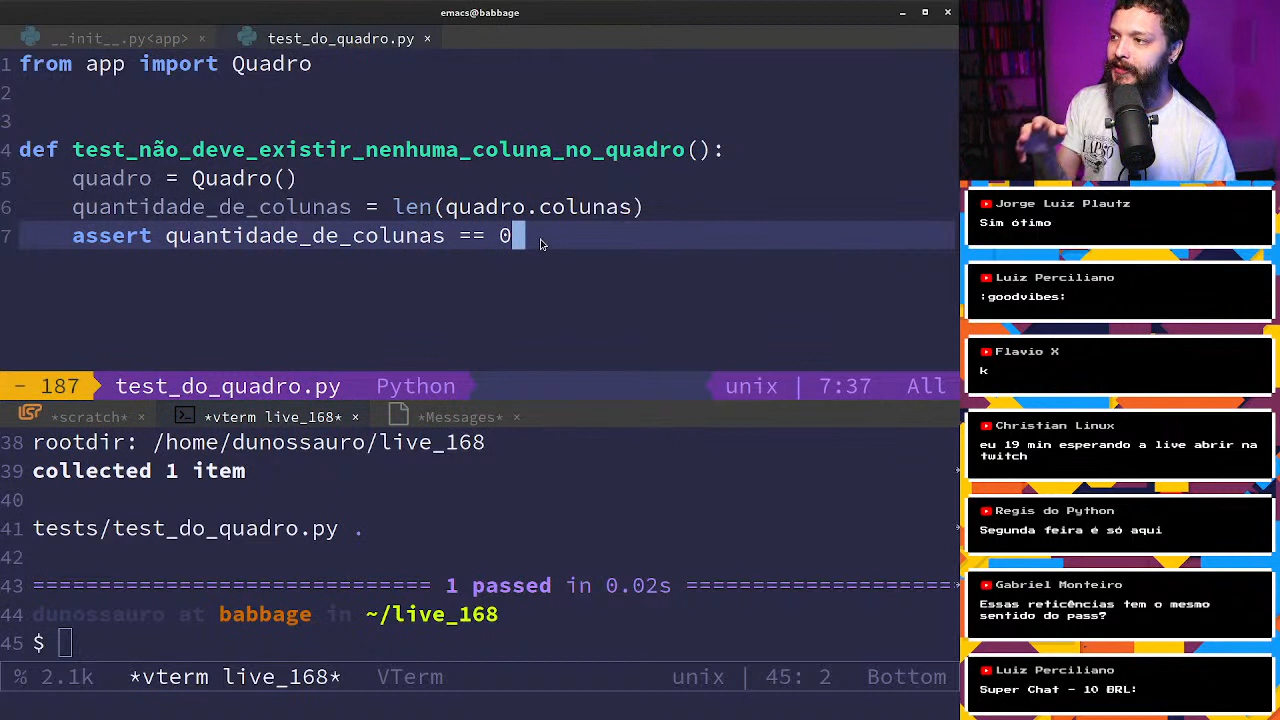 emacs@babbage
__init__.py<app> ×
test_do_quadro.py ×
1 from app import Quadro
2
3
4 def test_não_deve_existir_nenhuma_coluna_no_quadro():
5 quadro = Quadro()
6 quantidade_de_colunas = len(quadro.colunas)
7 assert quantidade_de_colunas == 0
- 187 test_do_quadro.py Python unix | 7:37 All
*scratch* × *vterm live_168* × *Messages* ×
38 rootdir: /home/dunossauro/live_168
39 collected 1 item
40
41 tests/test_do_quadro.py .
42
43 ============================== 1 passed in 0.02s ====================
44 dunossauro at babbage in ~/live_168
45 $
% 2.1k *vterm live_168* VTerm unix | 45: 2 Bottom
LAPSO
Jorge Luiz Plautz
Sim ótimo
Luiz Perciliano
:goodvibes:
Flavio X
k
Christian Linux
eu 19 min esperando a live abrir na
twitch
Regis do Python
Segunda feira é só aqui
Gabriel Monteiro
Essas reticências tem o mesmo
sentido do pass?
Luiz Perciliano
Super Chat - 10 BRL: